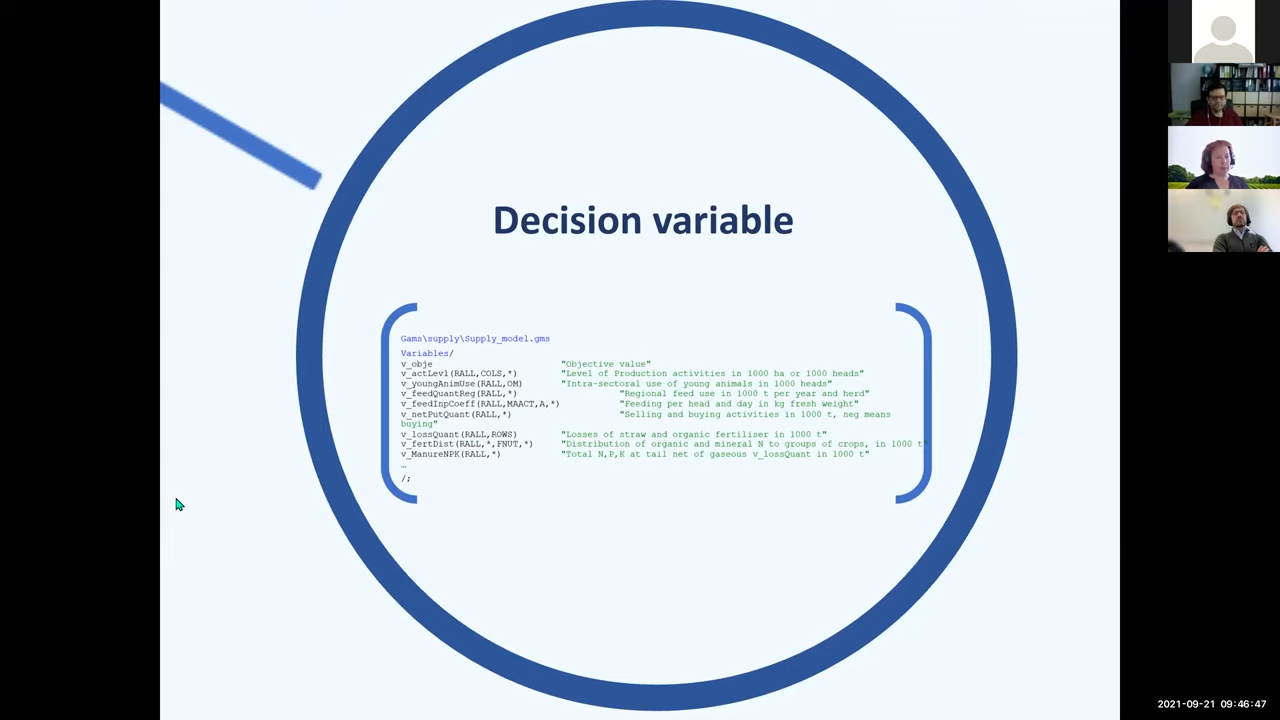 Decision variable
Gams\supply\Supply_model.gms
Variables/
v_obje "Objective value"
v_actLevl(RALL,COLS,*) "Level of Production activities in 1000 ha or 1000 heads"
v_youngAnimUse(RALL,OM) "Intra-sectoral use of young animals in 1000 heads"
v_feedQuantReg(RALL,*) "Regional feed use in 1000 t per year and herd"
v_feedInpCoeff(RALL,MAACT,A,*) "Feeding per head and day in kg fresh weight"
v_netPutQuant(RALL,*) "Selling and buying activities in 1000 t, neg means
buying"
v_lossQuant(RALL,ROWS) "Losses of straw and organic fertiliser in 1000 t"
v_fertDist(RALL,*,FNUT,*) "Distribution of organic and mineral N to groups of crops, in 1000 t"
v_ManureNPK(RALL,*) "Total N,P,K at tail net of gaseous v_lossQuant in 1000 t"
…
/;
2021-09-21 09:46:47